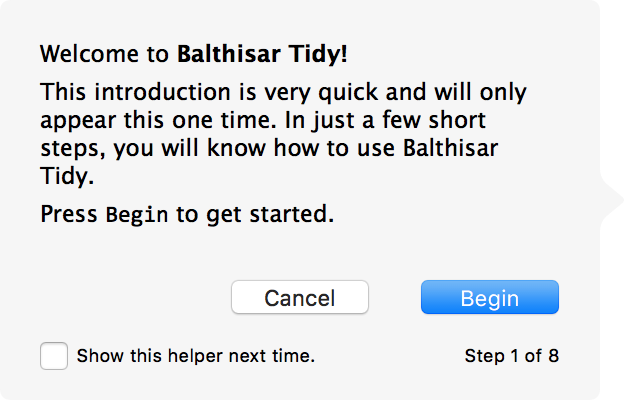 Welcome to Balthisar Tidy!
This introduction is very quick and will only
appear this one time. In just a few short
steps, you will know how to use Balthisar
Tidy.
Press Begin to get started.
Cancel
Begin
Show this helper next time.
Step 1 of 8